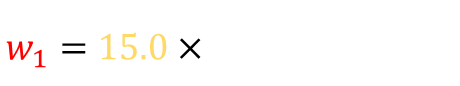 w₁ = 15.0 ×